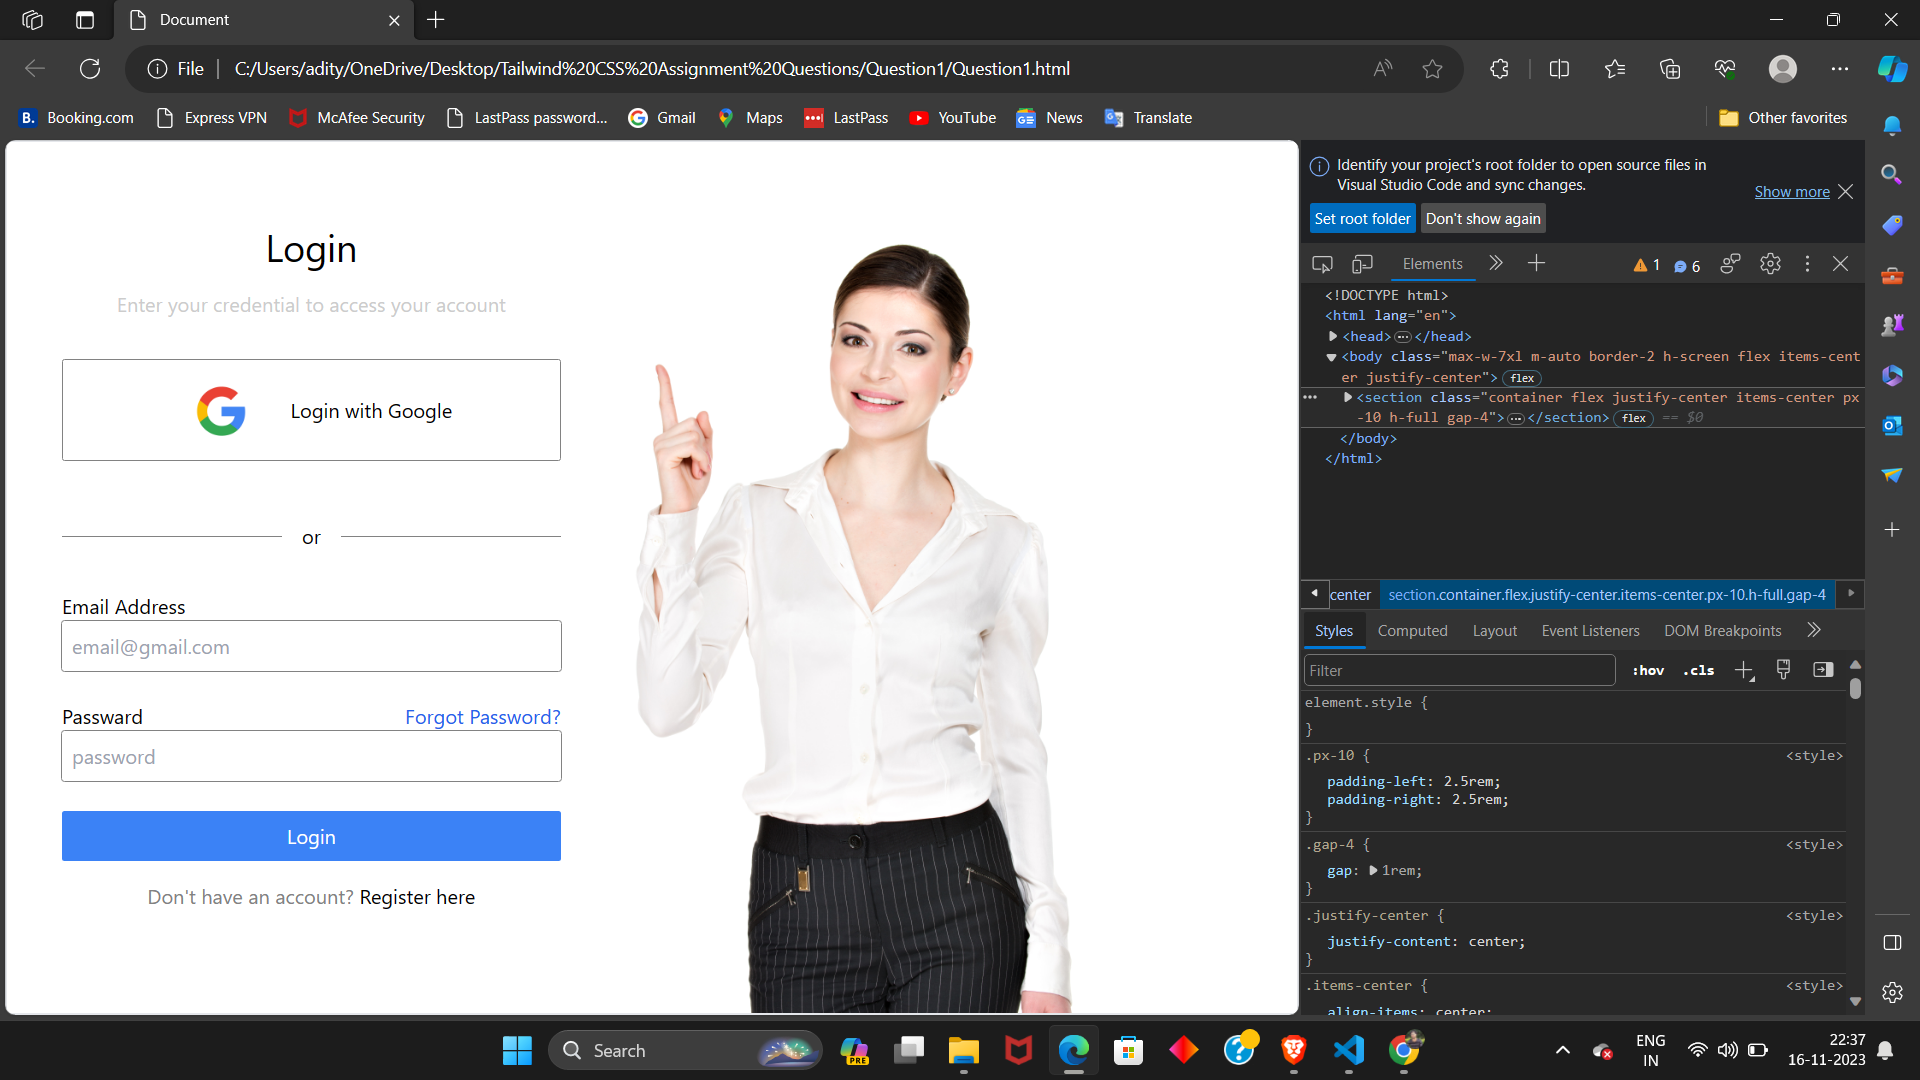 Document
File
C:/Users/adity/OneDrive/Desktop/Tailwind%20CSS%20Assignment%20Questions/Question1/Question1.html
Booking.com
Express VPN
McAfee Security
LastPass password...
Gmail
Maps
LastPass
YouTube
News
Translate
Other favorites
Login
Enter your credential to access your account
Login with Google
or
Email Address
email@gmail.com
Passward
Forgot Password?
password
Login
Don't have an account? Register here
Identify your project's root folder to open source files in
Visual Studio Code and sync changes.
Show more
Set root folder
Don't show again
Elements
1
6
<!DOCTYPE html>
<html lang="en">
<head>…</head>
<body class="max-w-7xl m-auto border-2 h-screen flex items-cent
er justify-center"> flex
<section class="container flex justify-center items-center px
-10 h-full gap-4">…</section> flex == $0
</body>
</html>
center
section.container.flex.justify-center.items-center.px-10.h-full.gap-4
Styles
Computed
Layout
Event Listeners
DOM Breakpoints
Filter
:hov
.cls
element.style {
}
.px-10 {
<style>
padding-left: 2.5rem;
padding-right: 2.5rem;
}
.gap-4 {
<style>
gap: 1rem;
}
.justify-center {
<style>
justify-content: center;
}
.items-center {
<style>
align-items: center;
Search
PRE
ENG
IN
22:37
16-11-2023